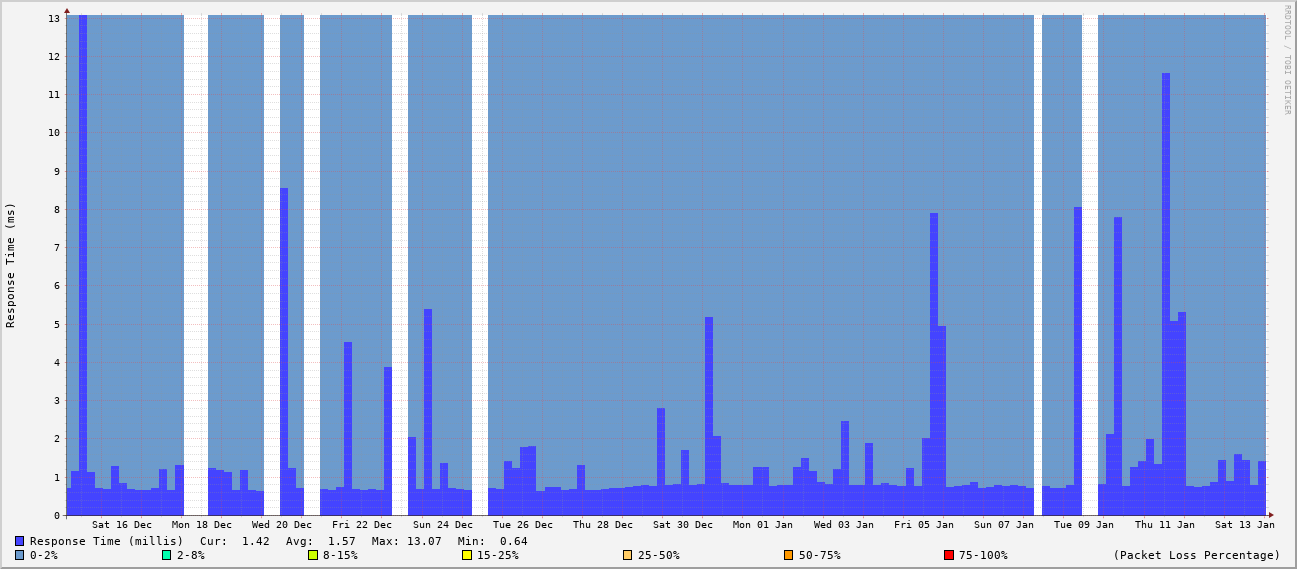 RRDTOOL / TOBI OETIKER
Response Time (ms)
13
12
11
10
9
8
7
6
5
4
3
2
1
0
Sat 16 Dec Mon 18 Dec Wed 20 Dec Fri 22 Dec Sun 24 Dec Tue 26 Dec Thu 28 Dec Sat 30 Dec Mon 01 Jan Wed 03 Jan Fri 05 Jan Sun 07 Jan Tue 09 Jan Thu 11 Jan Sat 13 Jan
Response Time (millis) Cur: 1.42 Avg: 1.57 Max: 13.07 Min: 0.64
0-2% 2-8% 8-15% 15-25% 25-50% 50-75% 75-100% (Packet Loss Percentage)